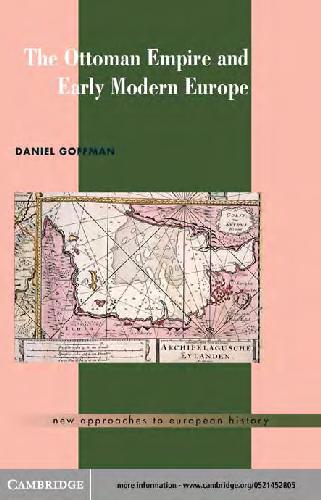 The Ottoman Empire and
Early Modern Europe
DANIEL GOFFMAN
ARCHIPELAGUSCHE
EYLANDEN.
new approaches to european history
CAMBRIDGE
more information - www.cambridge.org/9780521452809